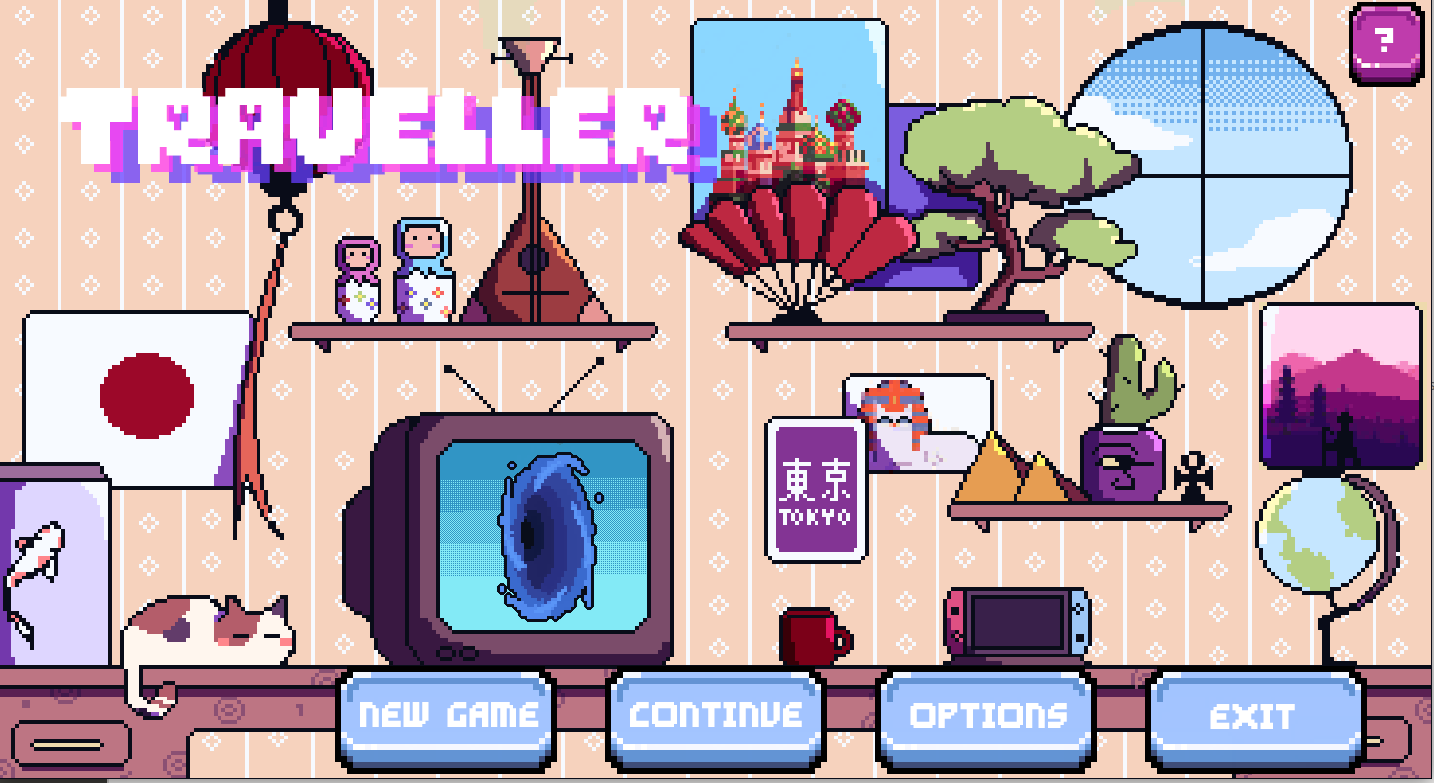 ?
TRAVELLER
東京
TOKYO
NEW GAME
CONTINUE
OPTIONS
EXIT